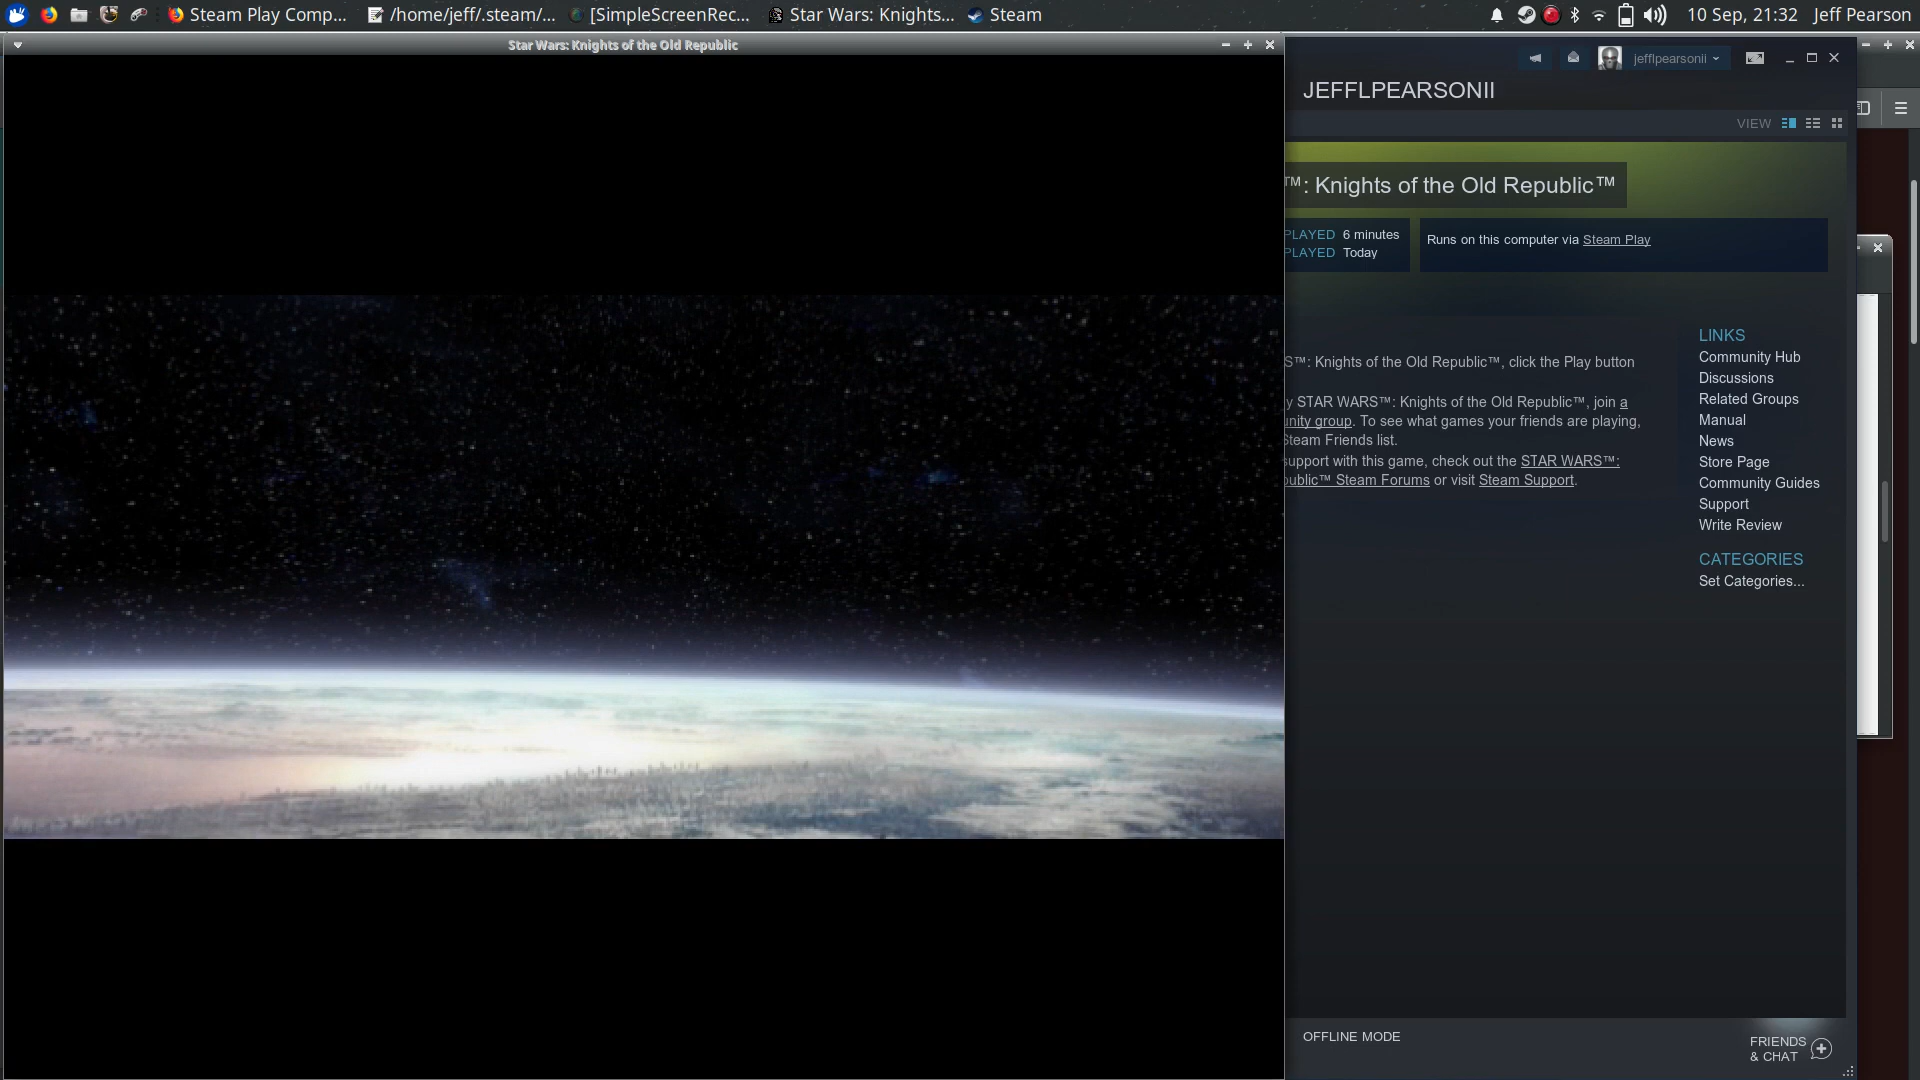 Steam Play Comp...
/home/jeff/.steam/...
[SimpleScreenRec...
Star Wars: Knights...
Steam
10 Sep, 21:32
Jeff Pearson
Star Wars: Knights of the Old Republic
jefflpearsonii
JEFFLPEARSONII
VIEW
™: Knights of the Old Republic™
PLAYED 6 minutes
PLAYED Today
Runs on this computer via Steam Play
S™: Knights of the Old Republic™, click the Play button
y STAR WARS™: Knights of the Old Republic™, join a
unity group. To see what games your friends are playing,
Steam Friends list.
support with this game, check out the STAR WARS™:
public™ Steam Forums or visit Steam Support.
LINKS
Community Hub
Discussions
Related Groups
Manual
News
Store Page
Community Guides
Support
Write Review
CATEGORIES
Set Categories...
OFFLINE MODE
FRIENDS
& CHAT